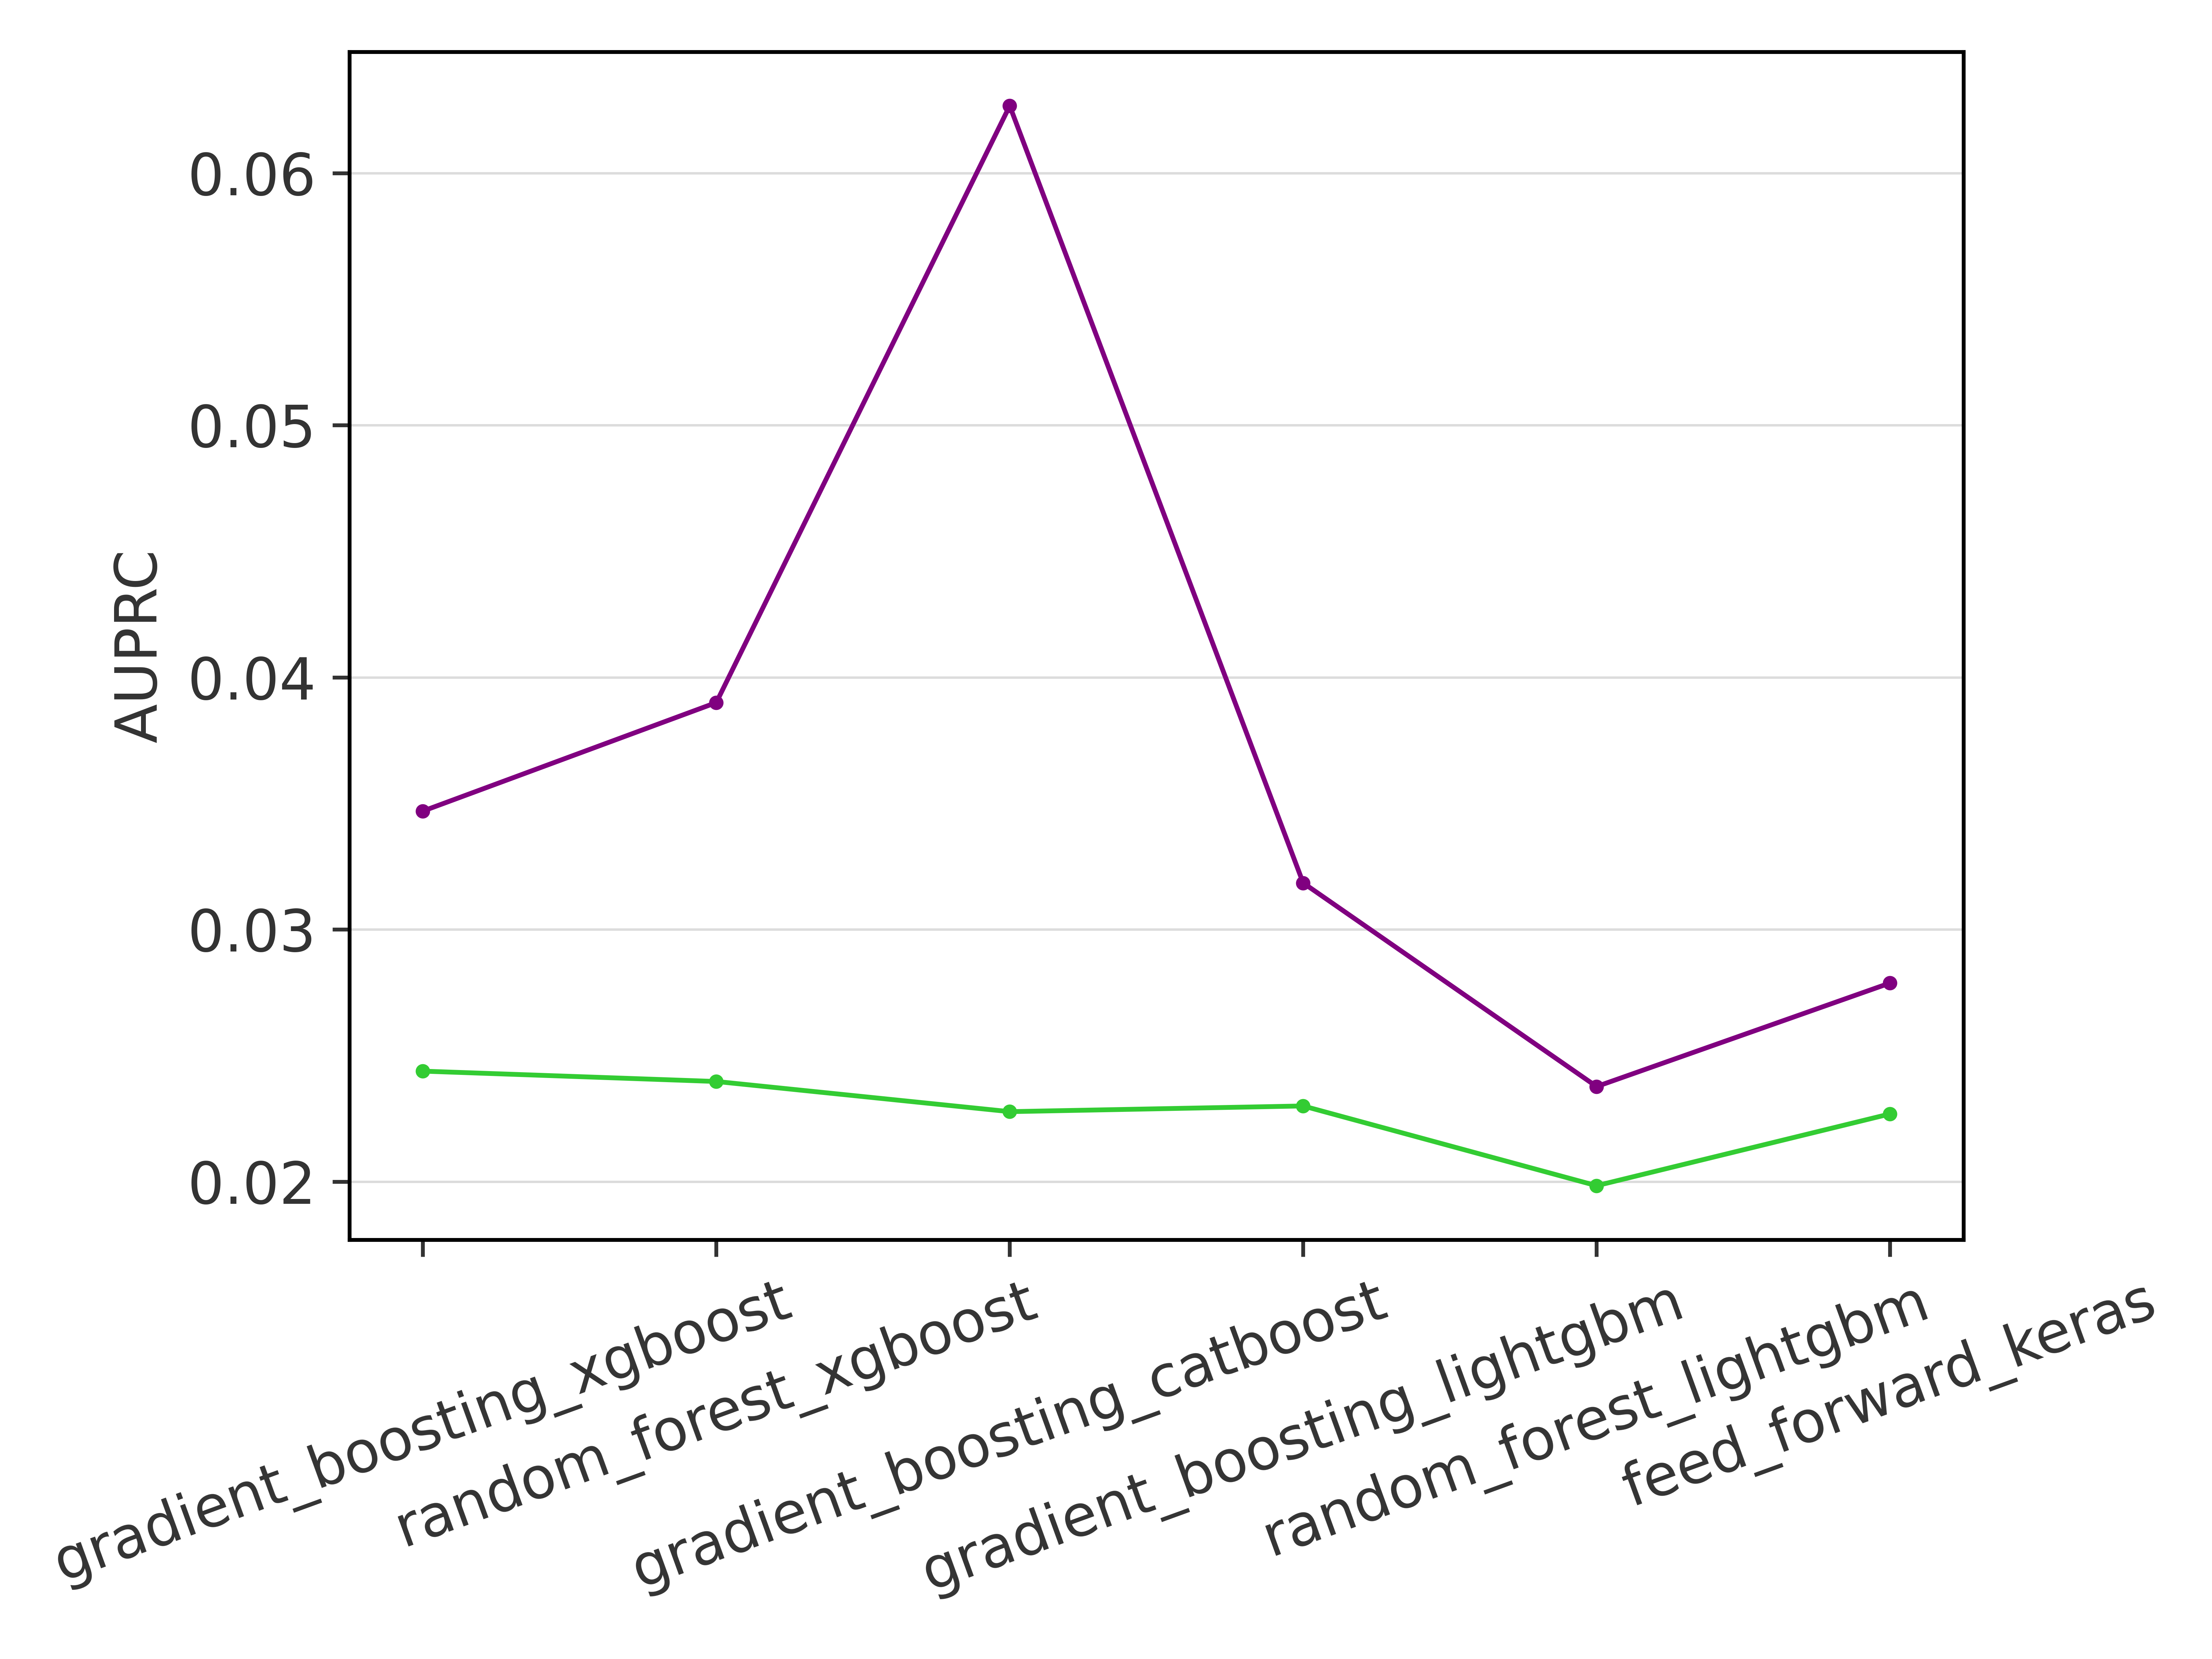 AUPRC
0.06
0.05
0.04
0.03
0.02
gradient_boosting_xgboost
random_forest_xgboost
gradient_boosting_catboost
gradient_boosting_lightgbm
random_forest_lightgbm
feed_forward_keras